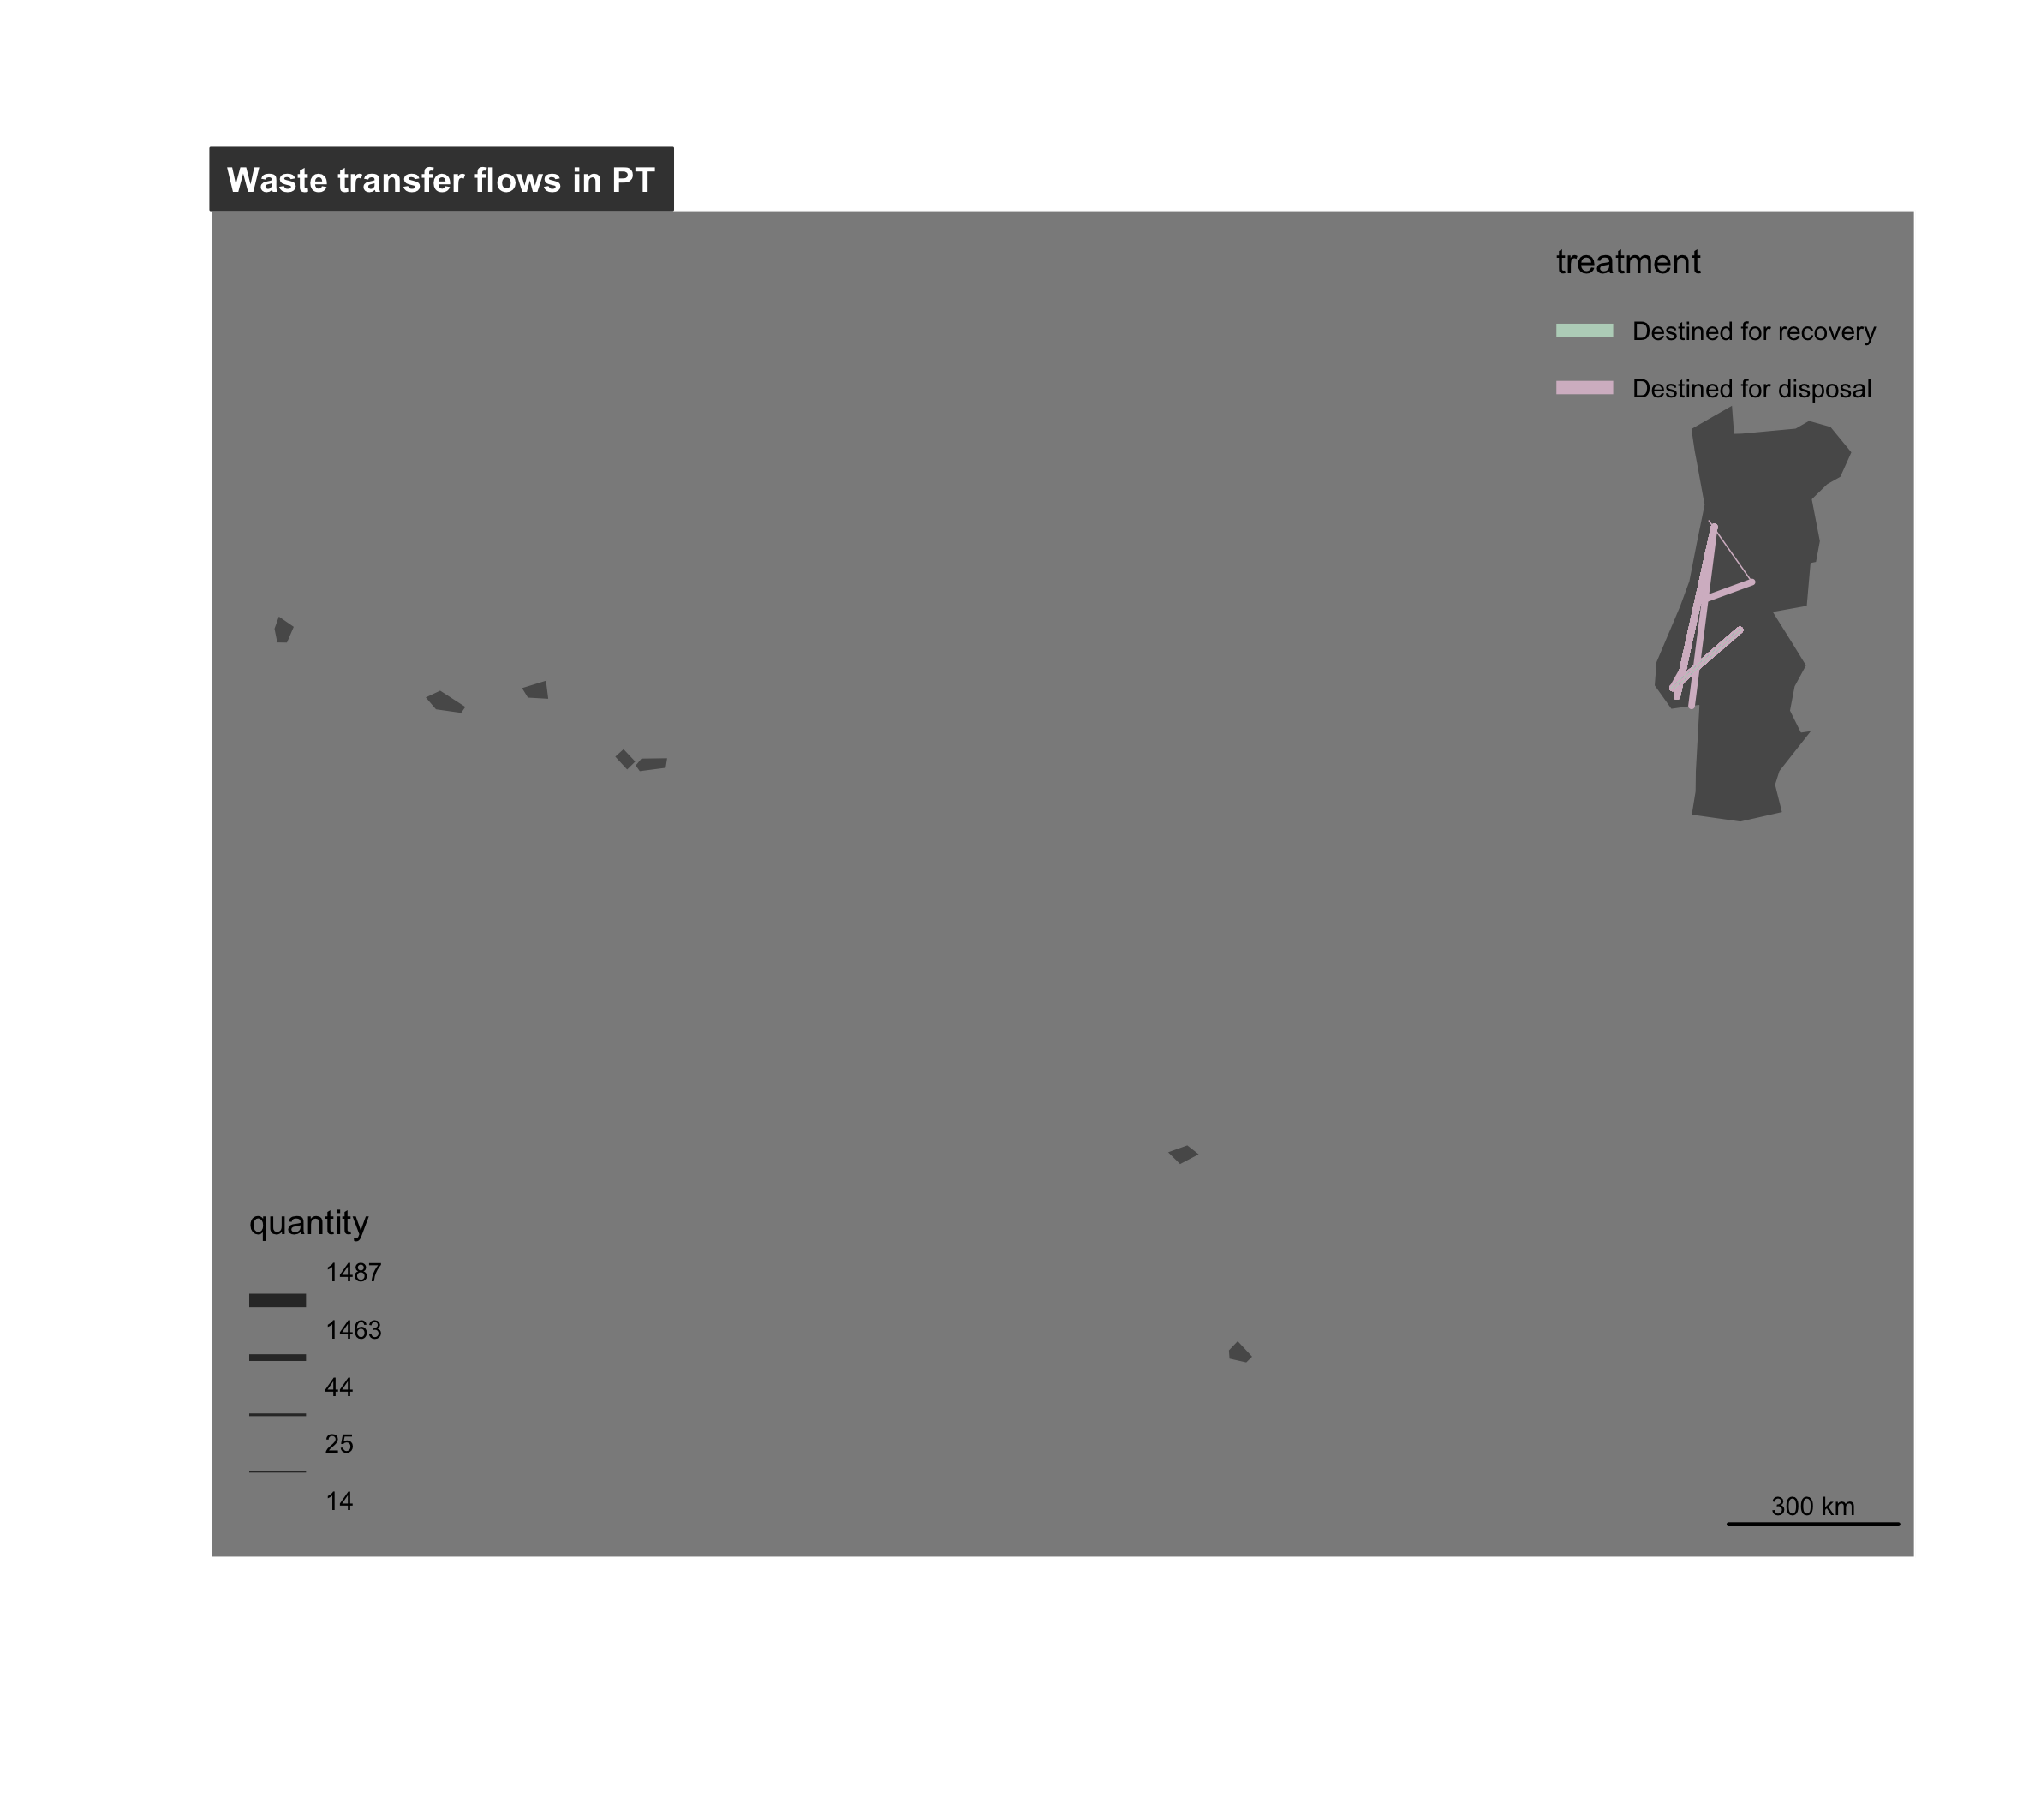 Waste transfer flows in PT
treatment
Destined for recovery
Destined for disposal
quantity
1487
1463
44
25
14
300 km